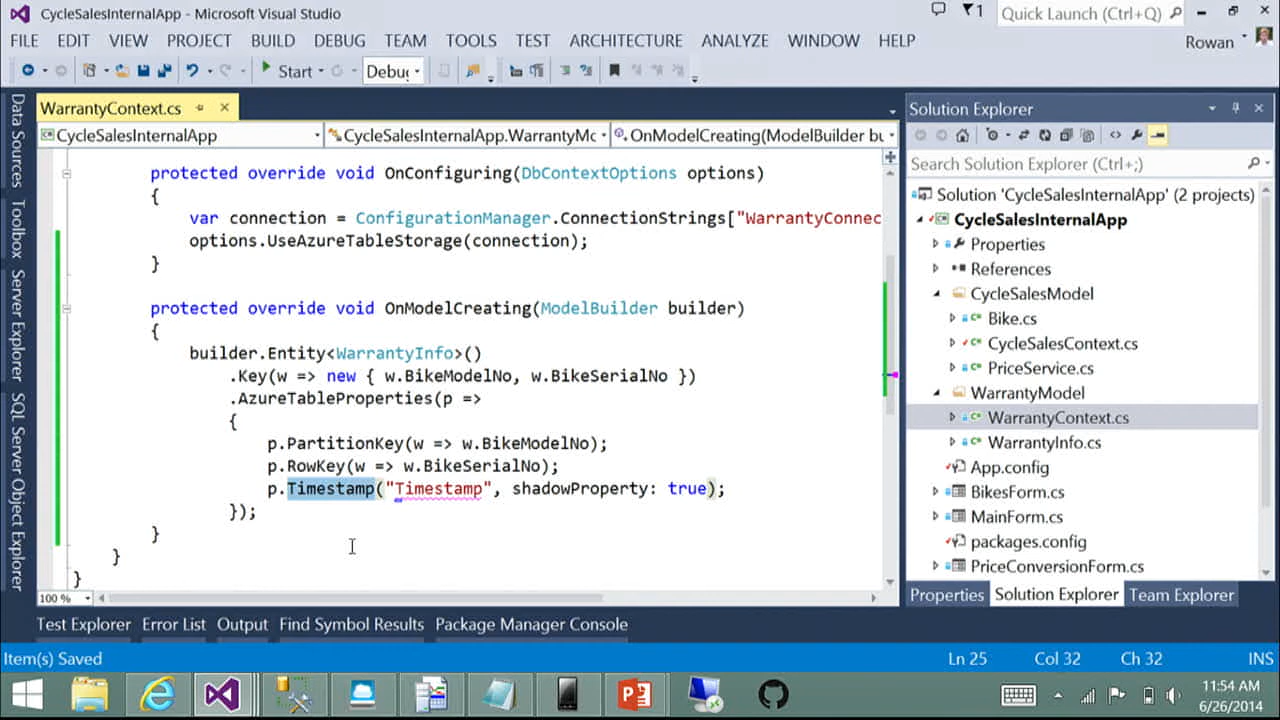 CycleSalesInternalApp - Microsoft Visual Studio
1
Quick Launch (Ctrl+Q)
FILE EDIT VIEW PROJECT BUILD DEBUG TEAM TOOLS TEST ARCHITECTURE ANALYZE WINDOW HELP
Rowan
Start
Debug
Data Sources
Toolbox
Server Explorer
SQL Server Object Explorer
WarrantyContext.cs
CycleSalesInternalApp
CycleSalesInternalApp.WarrantyMc
OnModelCreating(ModelBuilder bu
protected override void OnConfiguring(DbContextOptions options)
{
var connection = ConfigurationManager.ConnectionStrings["WarrantyConnec
options.UseAzureTableStorage(connection);
}
protected override void OnModelCreating(ModelBuilder builder)
{
builder.Entity<WarrantyInfo>()
.Key(w => new { w.BikeModelNo, w.BikeSerialNo })
.AzureTableProperties(p =>
{
p.PartitionKey(w => w.BikeModelNo);
p.RowKey(w => w.BikeSerialNo);
p.Timestamp("Timestamp", shadowProperty: true);
});
}
}
}
100 %
Solution Explorer
Search Solution Explorer (Ctrl+;)
Solution 'CycleSalesInternalApp' (2 projects)
CycleSalesInternalApp
Properties
References
CycleSalesModel
Bike.cs
CycleSalesContext.cs
PriceService.cs
WarrantyModel
WarrantyContext.cs
WarrantyInfo.cs
App.config
BikesForm.cs
MainForm.cs
packages.config
PriceConversionForm.cs
Properties Solution Explorer Team Explorer
Test Explorer Error List Output Find Symbol Results Package Manager Console
Item(s) Saved
Ln 25
Col 32
Ch 32
INS
11:54 AM
6/26/2014